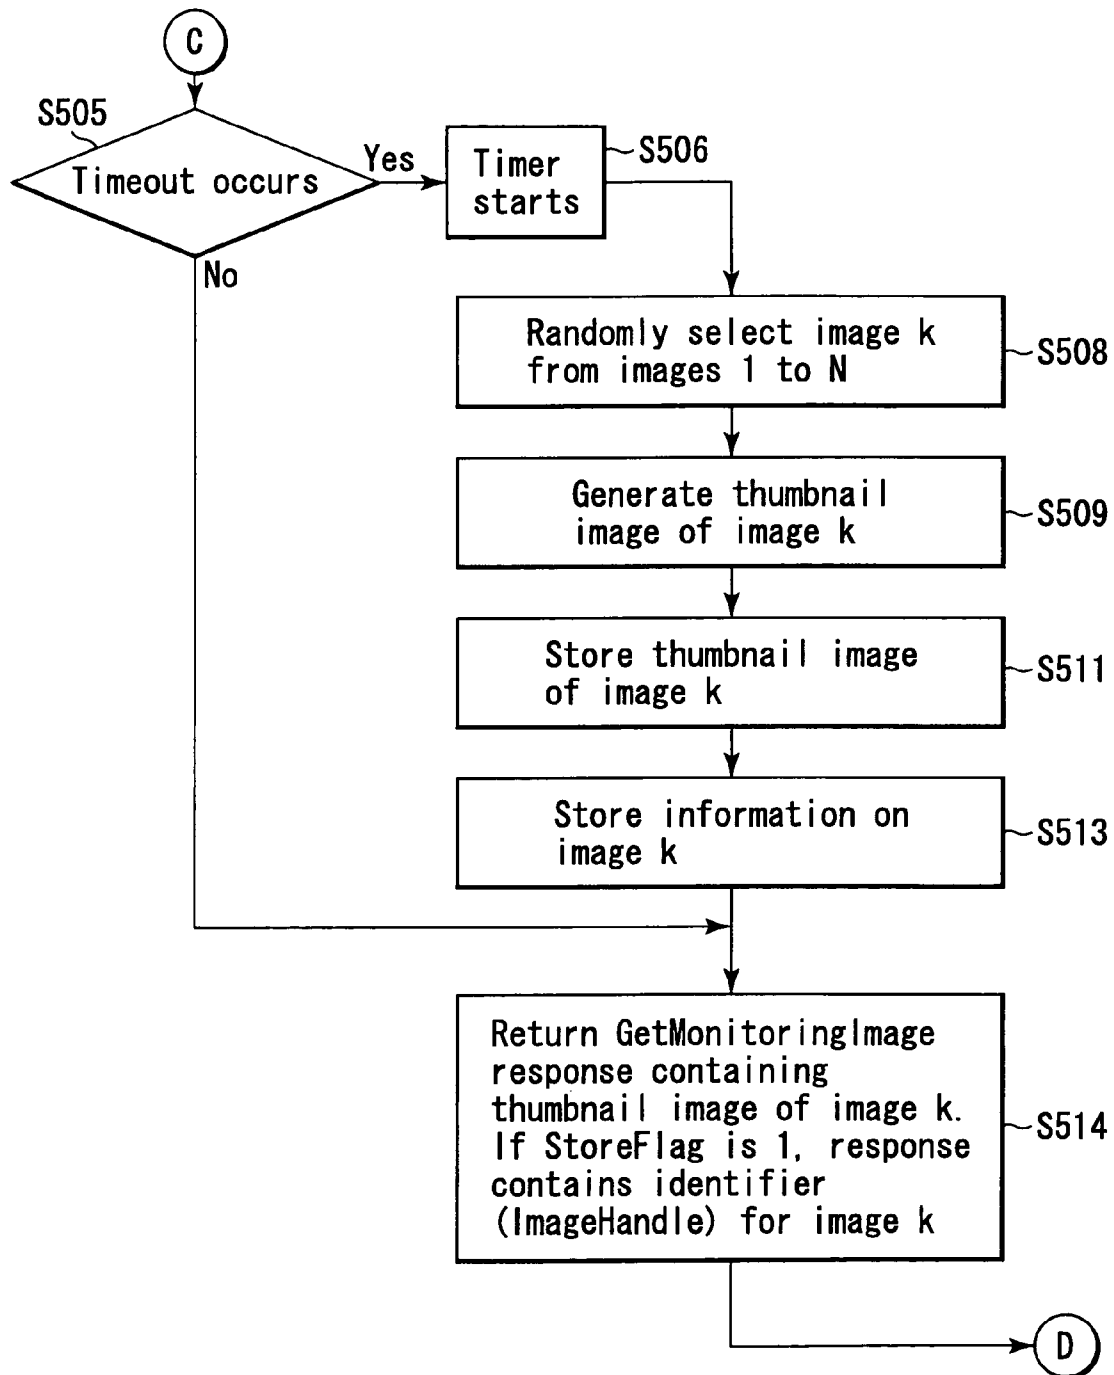 C
S505
Timeout occurs
Yes
Timer
starts
S506
No
Randomly select image k
from images 1 to N
S508
Generate thumbnail
image of image k
S509
Store thumbnail image
of image k
S511
Store information on
image k
S513
Return GetMonitoringImage
response containing
thumbnail image of image k.
If StoreFlag is 1, response
contains identifier
(ImageHandle) for image k
S514
D